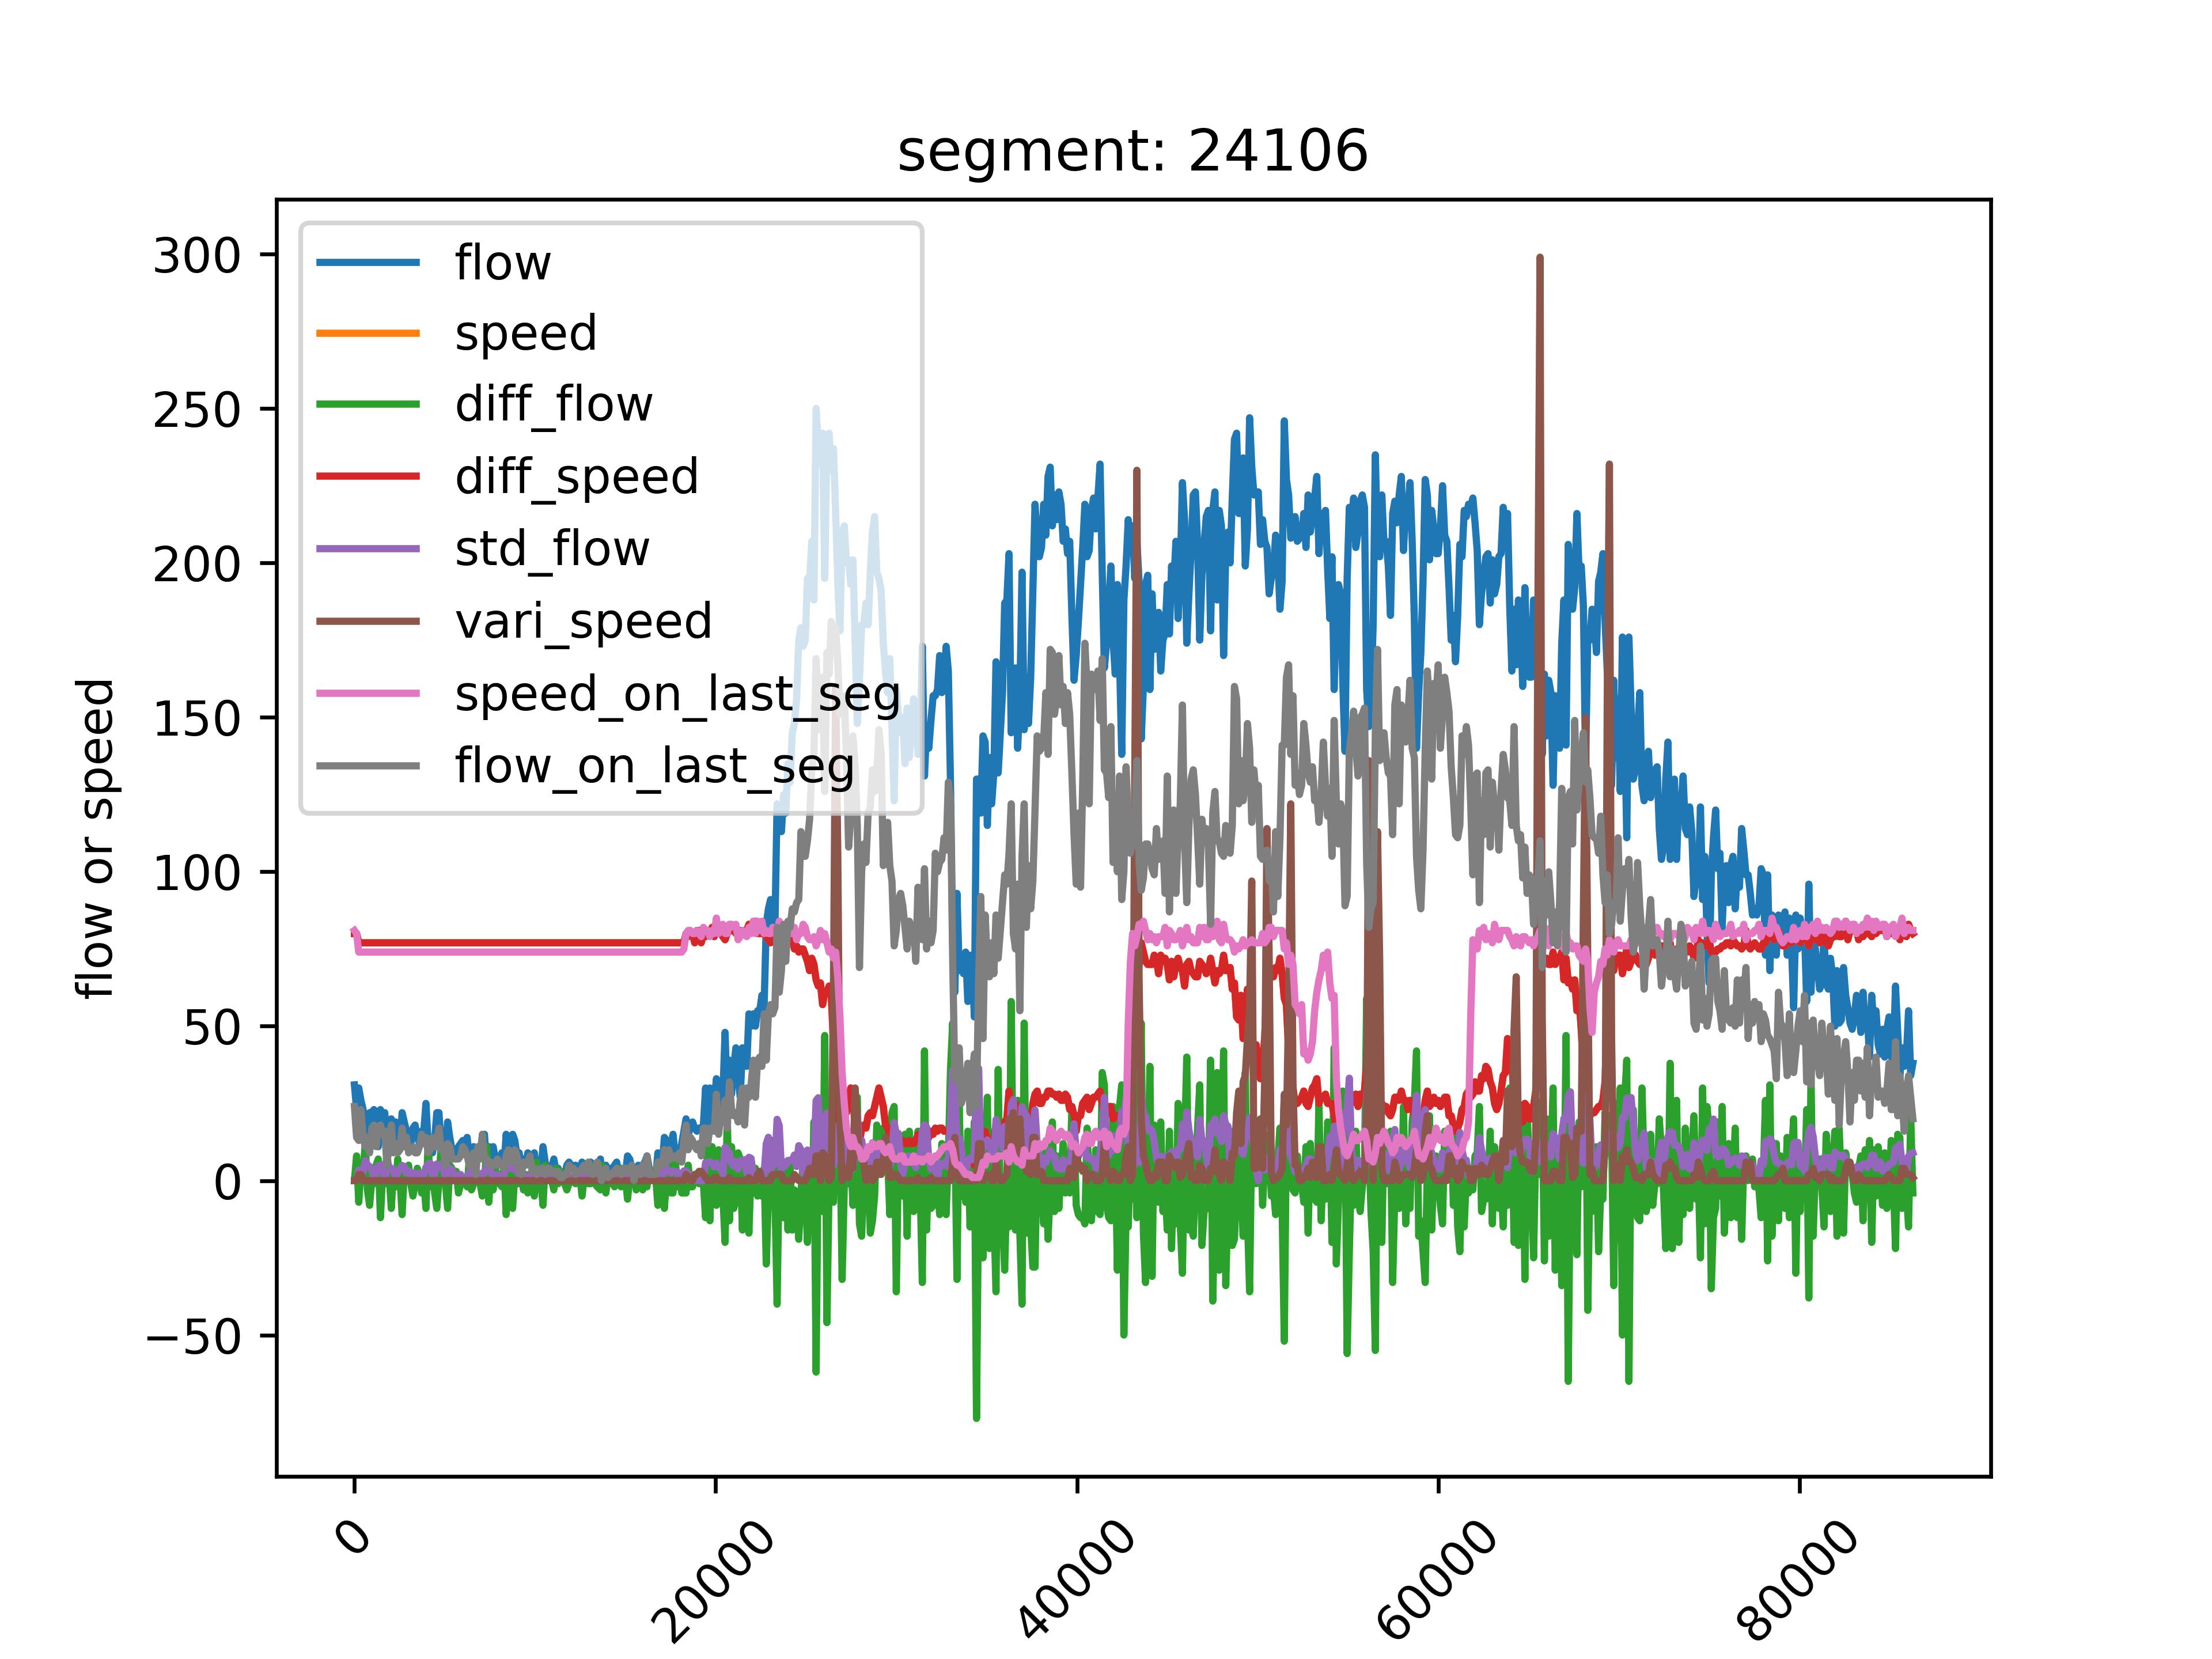 segment: 24106
300
250
200
150
100
50
0
−50
flow or speed
flow
speed
diff_flow
diff_speed
std_flow
vari_speed
speed_on_last_seg
flow_on_last_seg
0
20000
40000
60000
80000